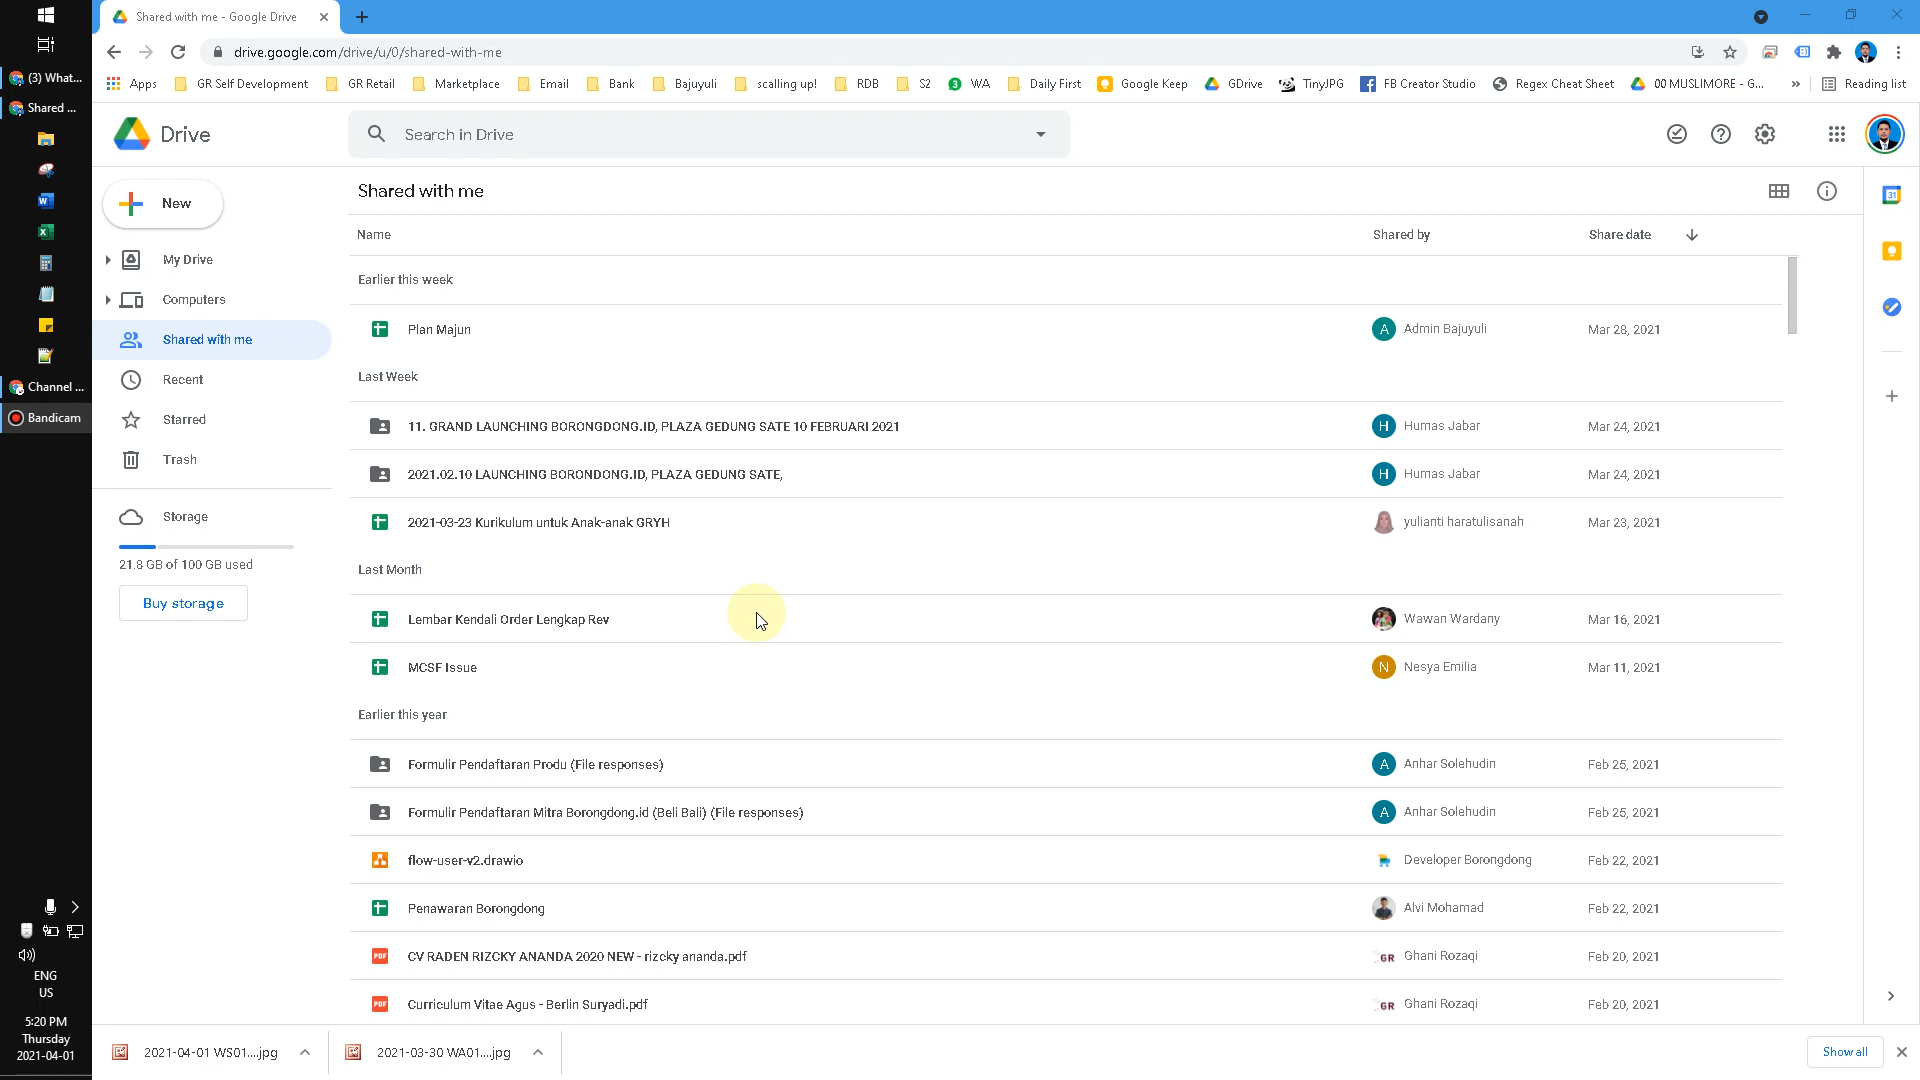 Shared with me - Google Drive
drive.google.com/drive/u/0/shared-with-me
Apps GR Self Development GR Retail Marketplace Email Bank Bajuyuli scalling up! RDB S2 WA Daily First Google Keep GDrive TinyJPG FB Creator Studio Regex Cheat Sheet 00 MUSLIMORE - G... » Reading list
Drive
Search in Drive
New
My Drive
Computers
Shared with me
Recent
Starred
Trash
Storage
21.8 GB of 100 GB used
Buy storage
Shared with me
Name Shared by Share date
Earlier this week
Plan Majun A Admin Bajuyuli Mar 28, 2021
Last Week
11. GRAND LAUNCHING BORONGDONG.ID, PLAZA GEDUNG SATE 10 FEBRUARI 2021 H Humas Jabar Mar 24, 2021
2021.02.10 LAUNCHING BORONDONG.ID, PLAZA GEDUNG SATE, H Humas Jabar Mar 24, 2021
2021-03-23 Kurikulum untuk Anak-anak GRYH yulianti haratulisanah Mar 23, 2021
Last Month
Lembar Kendali Order Lengkap Rev Wawan Wardany Mar 16, 2021
MCSF Issue N Nesya Emilia Mar 11, 2021
Earlier this year
Formulir Pendaftaran Produ (File responses) A Anhar Solehudin Feb 25, 2021
Formulir Pendaftaran Mitra Borongdong.id (Beli Bali) (File responses) A Anhar Solehudin Feb 25, 2021
flow-user-v2.drawio Developer Borongdong Feb 22, 2021
Penawaran Borongdong Alvi Mohamad Feb 22, 2021
PDF CV RADEN RIZCKY ANANDA 2020 NEW - rizcky ananda.pdf GR Ghani Rozaqi Feb 20, 2021
PDF Curriculum Vitae Agus - Berlin Suryadi.pdf GR Ghani Rozaqi Feb 20, 2021
31
2021-04-01 WS01....jpg 2021-03-30 WA01....jpg Show all
(3) What...
Shared ...
Channel ...
Bandicam
ENG
US
5:20 PM
Thursday
2021-04-01